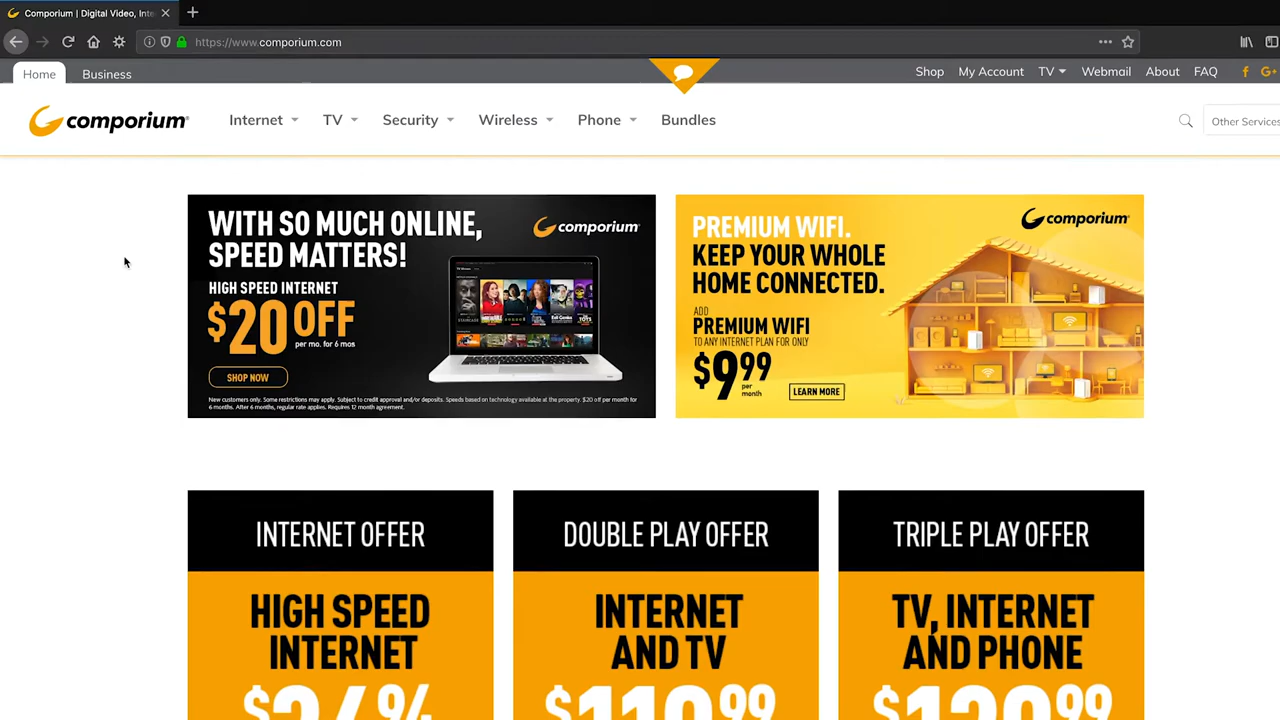 Comporium | Digital Video, Inte
https://www.comporium.com
Home Business Shop My Account TV Webmail About FAQ
comporium Internet TV Security Wireless Phone Bundles Other Services
WITH SO MUCH ONLINE,
SPEED MATTERS!
comporium
HIGH SPEED INTERNET
$20 OFF
per mo. for 6 mos
SHOP NOW
New customers only. Some restrictions may apply. Subject to credit approval and/or deposits. Speeds based on technology available at the property. $20 off per month for
6 months. After 6 months, regular rate applies. Requires 12 month agreement.
PREMIUM WIFI.
KEEP YOUR WHOLE
HOME CONNECTED.
comporium
ADD
PREMIUM WIFI
TO ANY INTERNET PLAN FOR ONLY
$9.99
per
month
LEARN MORE
INTERNET OFFER
HIGH SPEED
INTERNET
DOUBLE PLAY OFFER
INTERNET
AND TV
TRIPLE PLAY OFFER
TV, INTERNET
AND PHONE